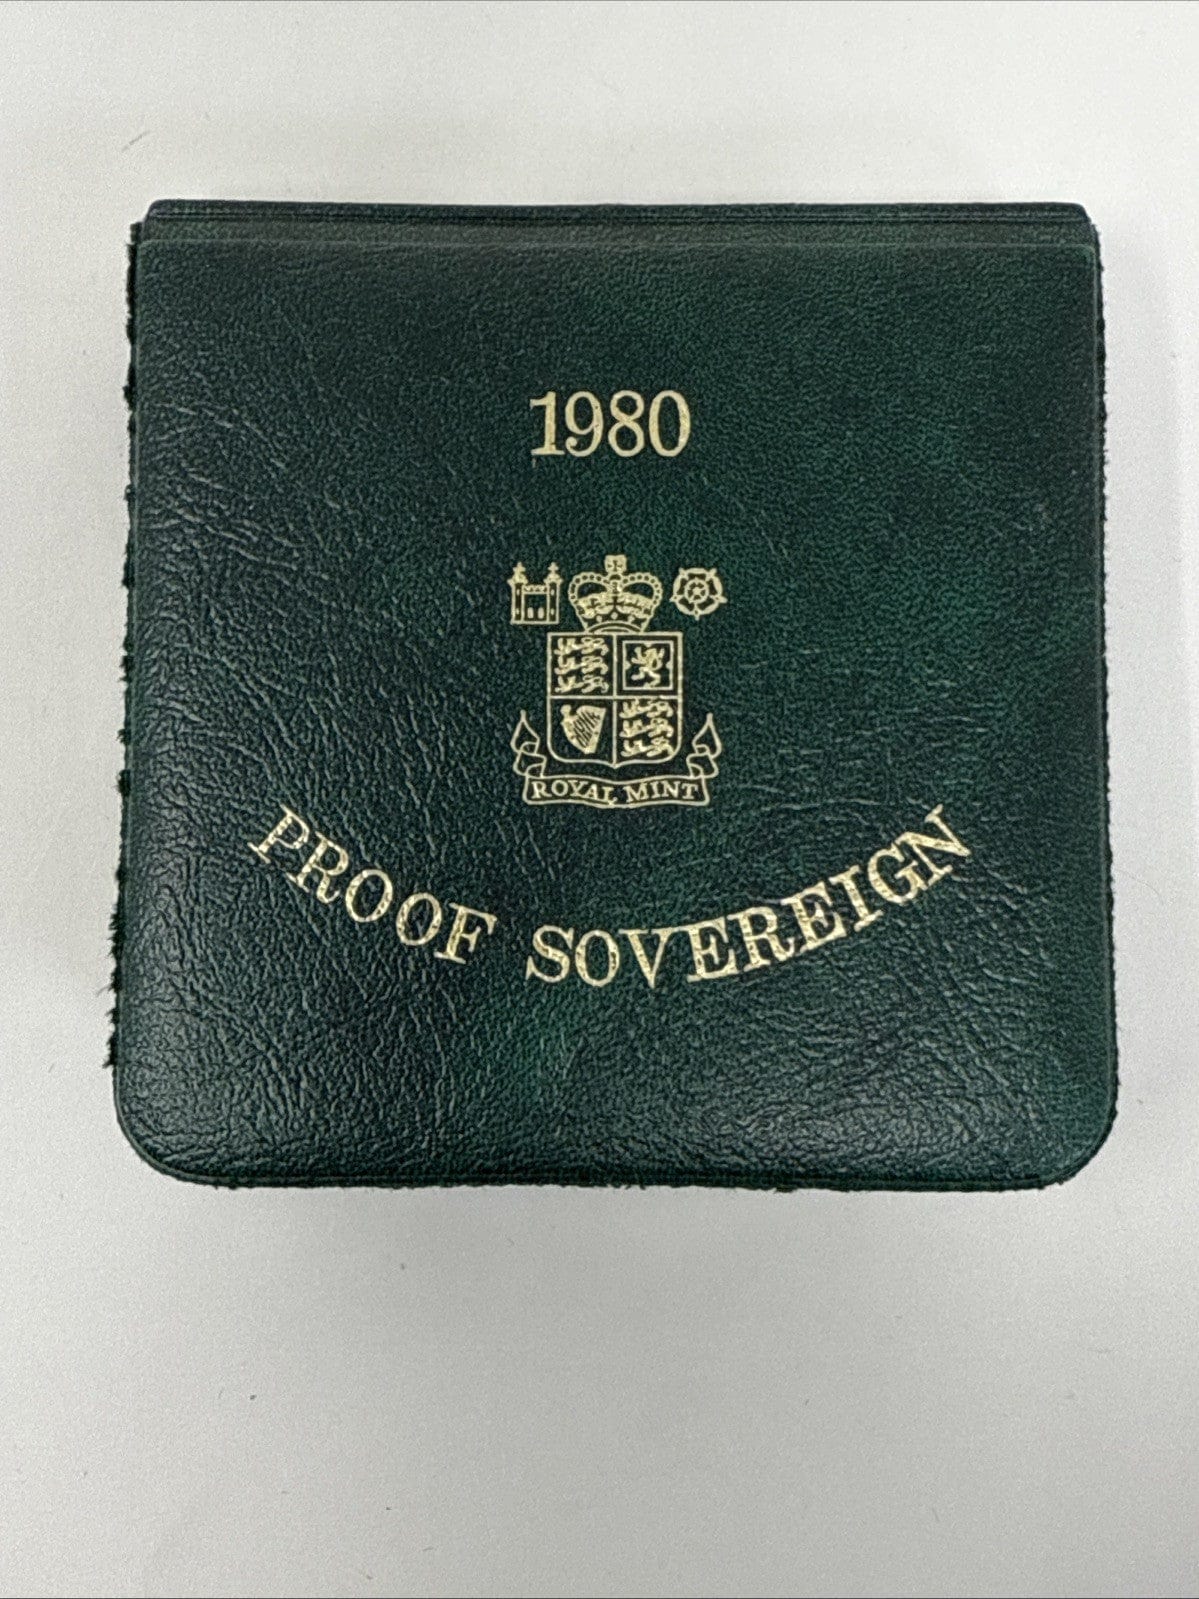 1980
ROYAL MINT
PROOF SOVEREIGN